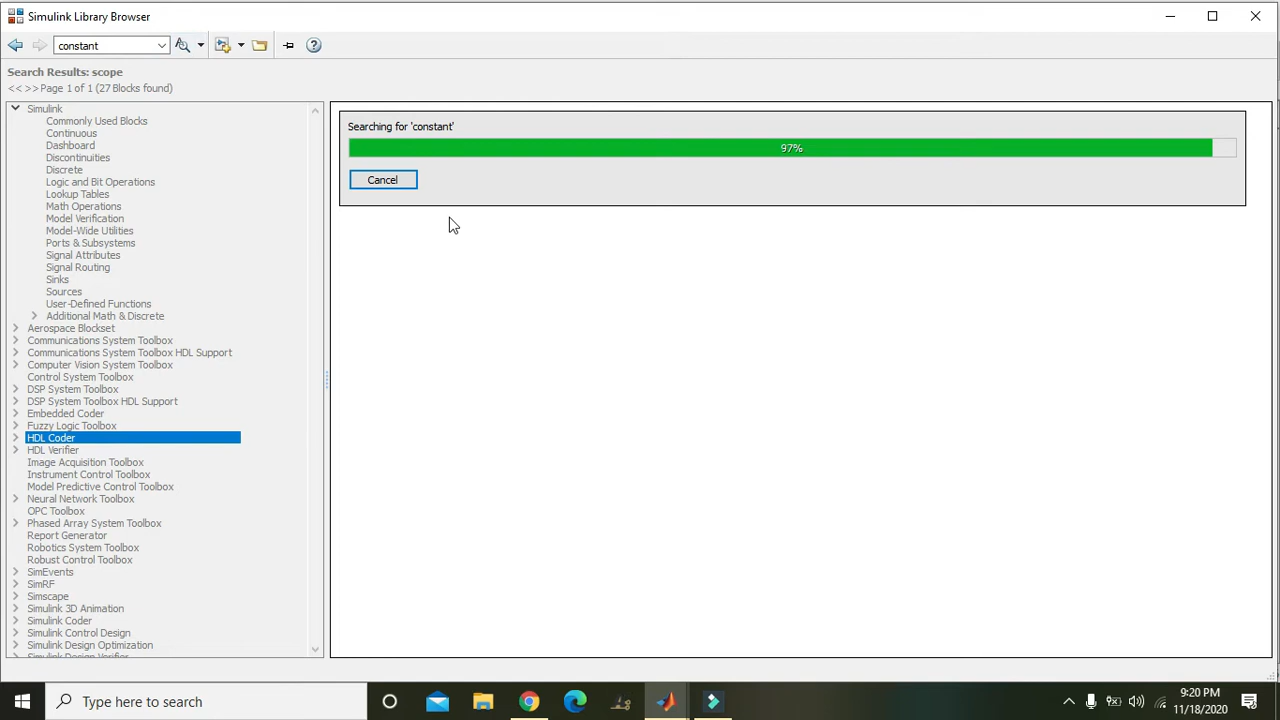 Simulink Library Browser
constant
Search Results: scope
<< >>Page 1 of 1 (27 Blocks found)
Simulink
Commonly Used Blocks
Continuous
Dashboard
Discontinuities
Discrete
Logic and Bit Operations
Lookup Tables
Math Operations
Model Verification
Model-Wide Utilities
Ports & Subsystems
Signal Attributes
Signal Routing
Sinks
Sources
User-Defined Functions
Additional Math & Discrete
Aerospace Blockset
Communications System Toolbox
Communications System Toolbox HDL Support
Computer Vision System Toolbox
Control System Toolbox
DSP System Toolbox
DSP System Toolbox HDL Support
Embedded Coder
Fuzzy Logic Toolbox
HDL Coder
HDL Verifier
Image Acquisition Toolbox
Instrument Control Toolbox
Model Predictive Control Toolbox
Neural Network Toolbox
OPC Toolbox
Phased Array System Toolbox
Report Generator
Robotics System Toolbox
Robust Control Toolbox
SimEvents
SimRF
Simscape
Simulink 3D Animation
Simulink Coder
Simulink Control Design
Simulink Design Optimization
Simulink Design Verifier
Searching for 'constant'
97%
Cancel
Type here to search
9:20 PM
11/18/2020